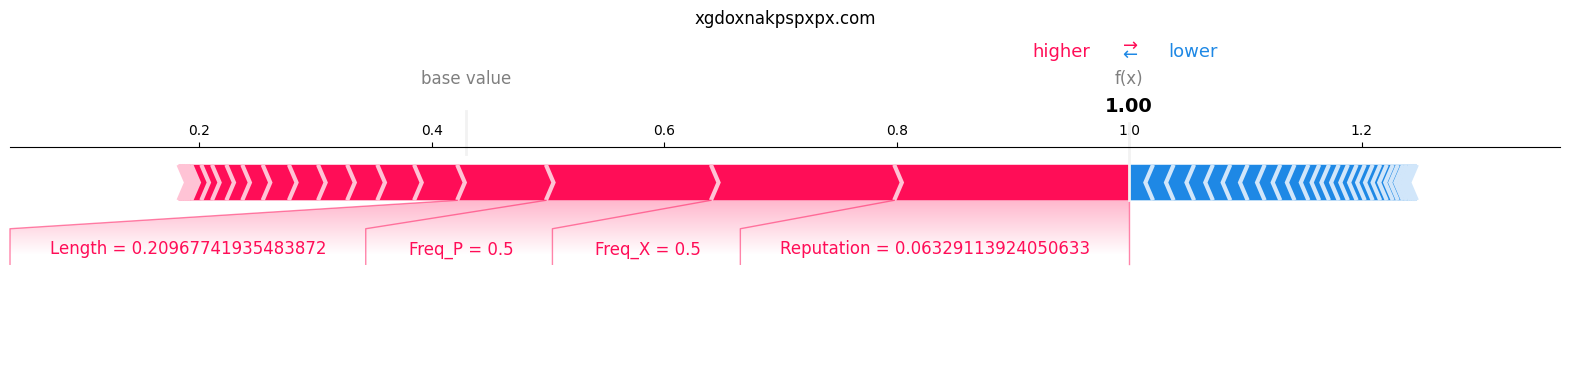 xgdoxnakpspxpx.com
higher ⇄ lower
base value f(x)
1.00
0.2 0.4 0.6 0.8 1.0 1.2
Length = 0.20967741935483872 Freq_P = 0.5 Freq_X = 0.5 Reputation = 0.06329113924050633